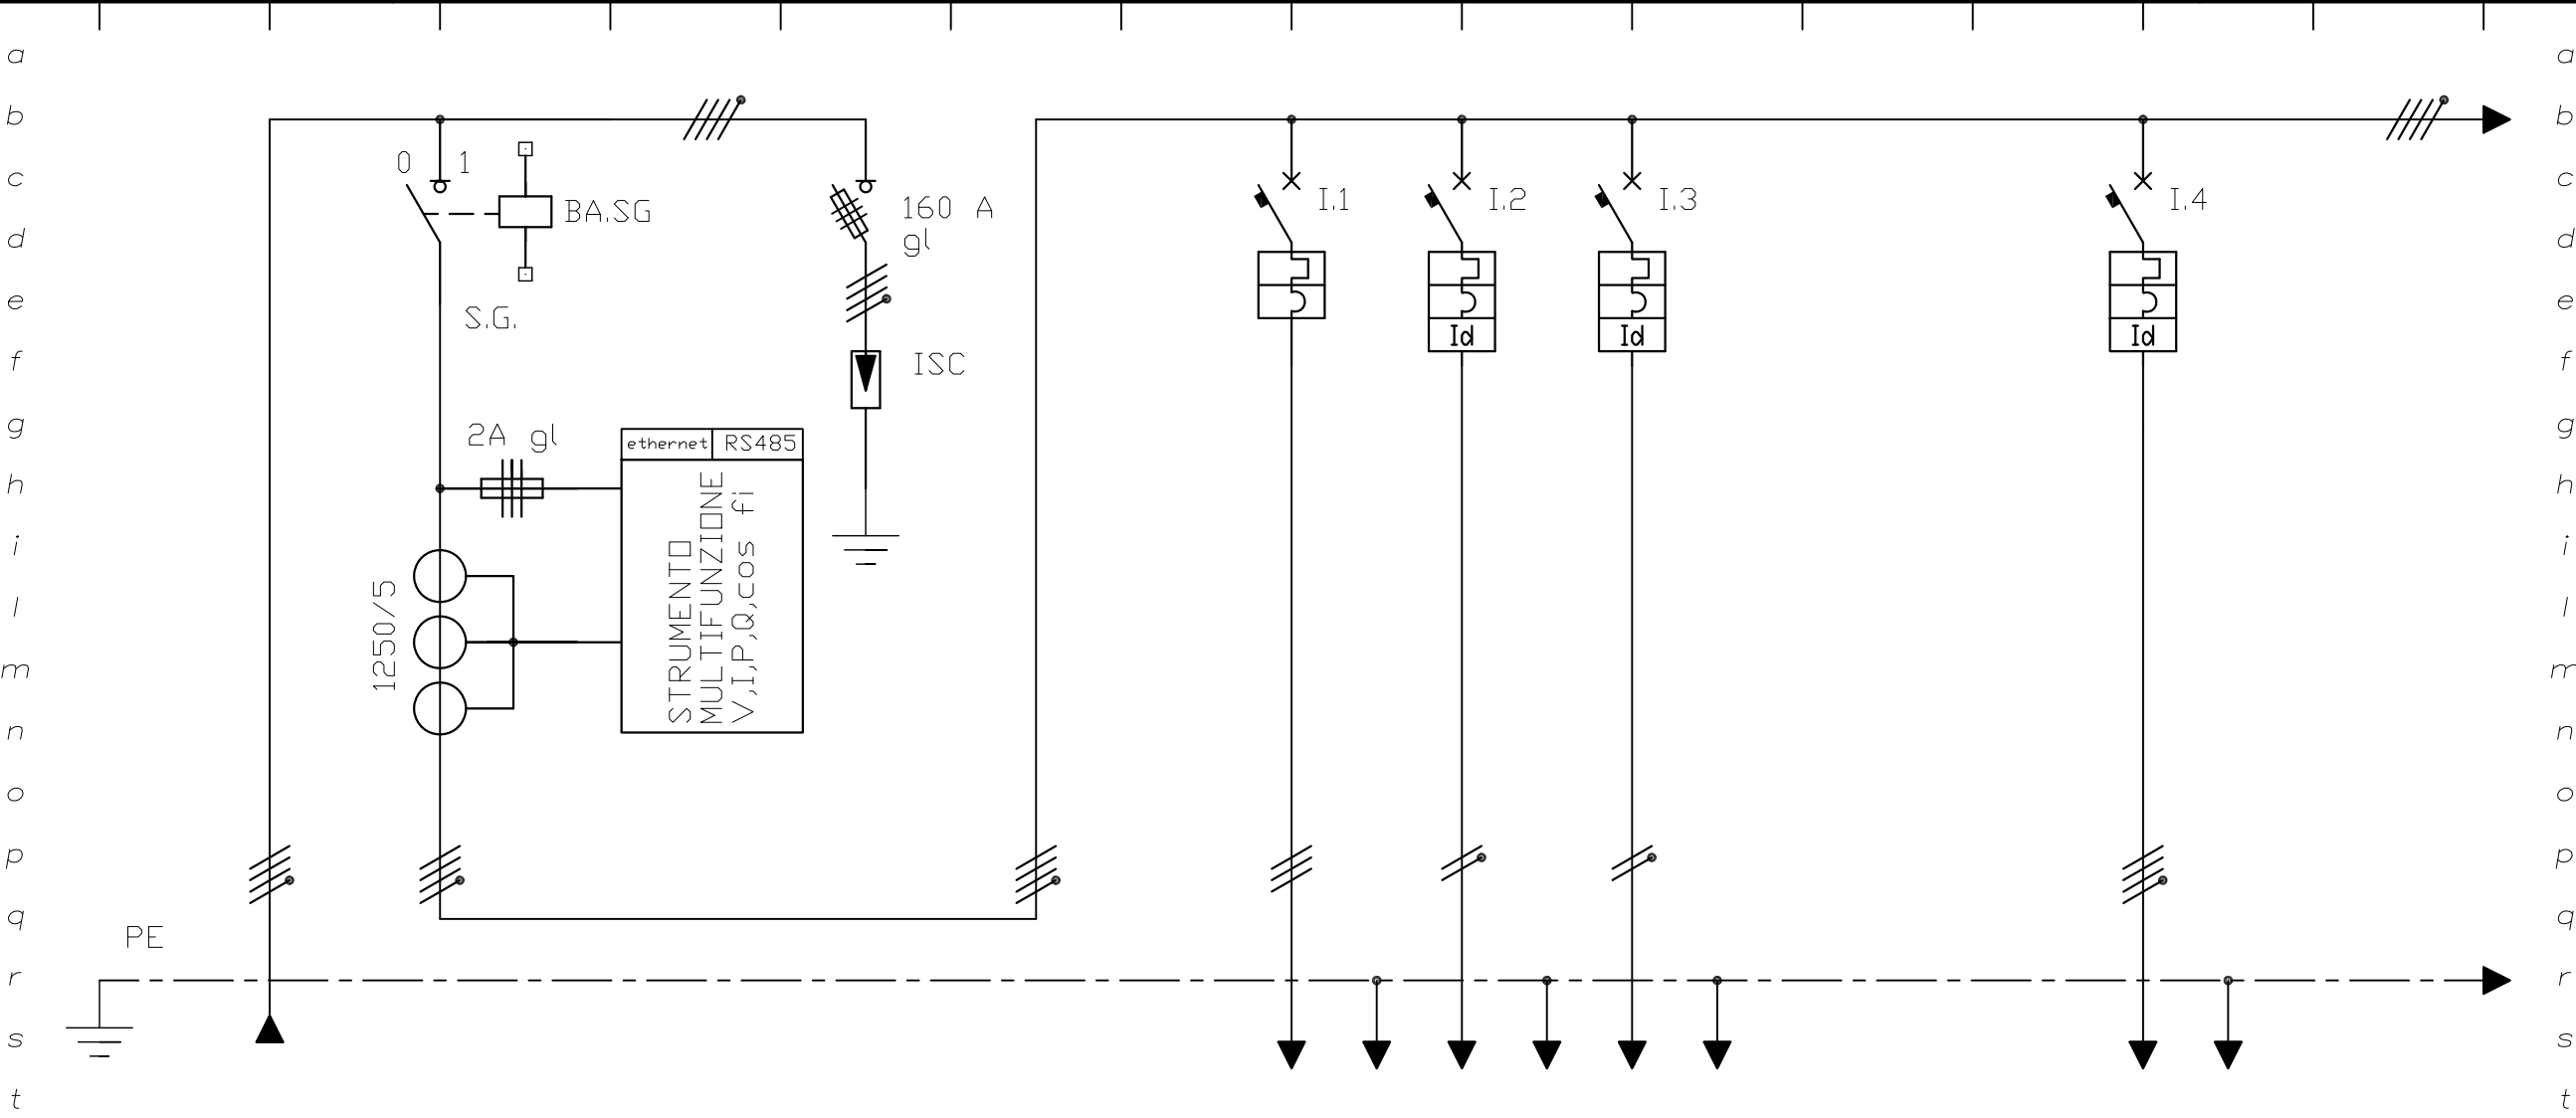 a a
b b
0 1
c c
BA.SG
160 A
gl
I.1 I.2 I.3 I.4
d d
e e
S.G.
Id Id Id
f f
ISC
g g
2A gl
ethernet RS485
h h
i i
STRUMENTO
MULTIFUNZIONE
V,I,P,Q,cos fi
l l
1250/5
m m
n n
o o
p p
q q
PE
r r
s s
t t